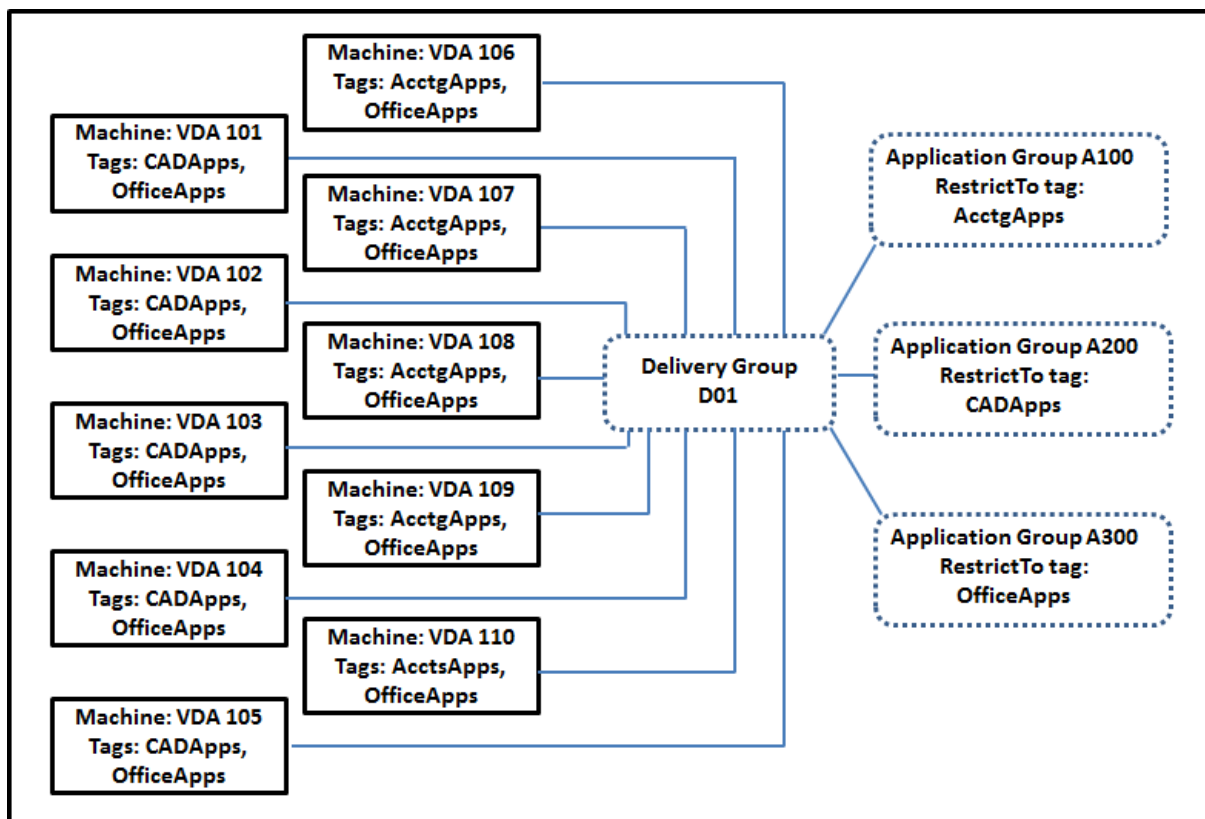 Machine: VDA 106
Tags: AcctgApps,
OfficeApps
Machine: VDA 101
Tags: CADApps,
OfficeApps
Machine: VDA 107
Tags: AcctgApps,
OfficeApps
Machine: VDA 102
Tags: CADApps,
OfficeApps
Machine: VDA 108
Tags: AcctgApps,
OfficeApps
Machine: VDA 103
Tags: CADApps,
OfficeApps
Machine: VDA 109
Tags: AcctgApps,
OfficeApps
Machine: VDA 104
Tags: CADApps,
OfficeApps
Machine: VDA 110
Tags: AcctsApps,
OfficeApps
Machine: VDA 105
Tags: CADApps,
OfficeApps
Delivery Group
D01
Application Group A100
RestrictTo tag:
AcctgApps
Application Group A200
RestrictTo tag:
CADApps
Application Group A300
RestrictTo tag:
OfficeApps